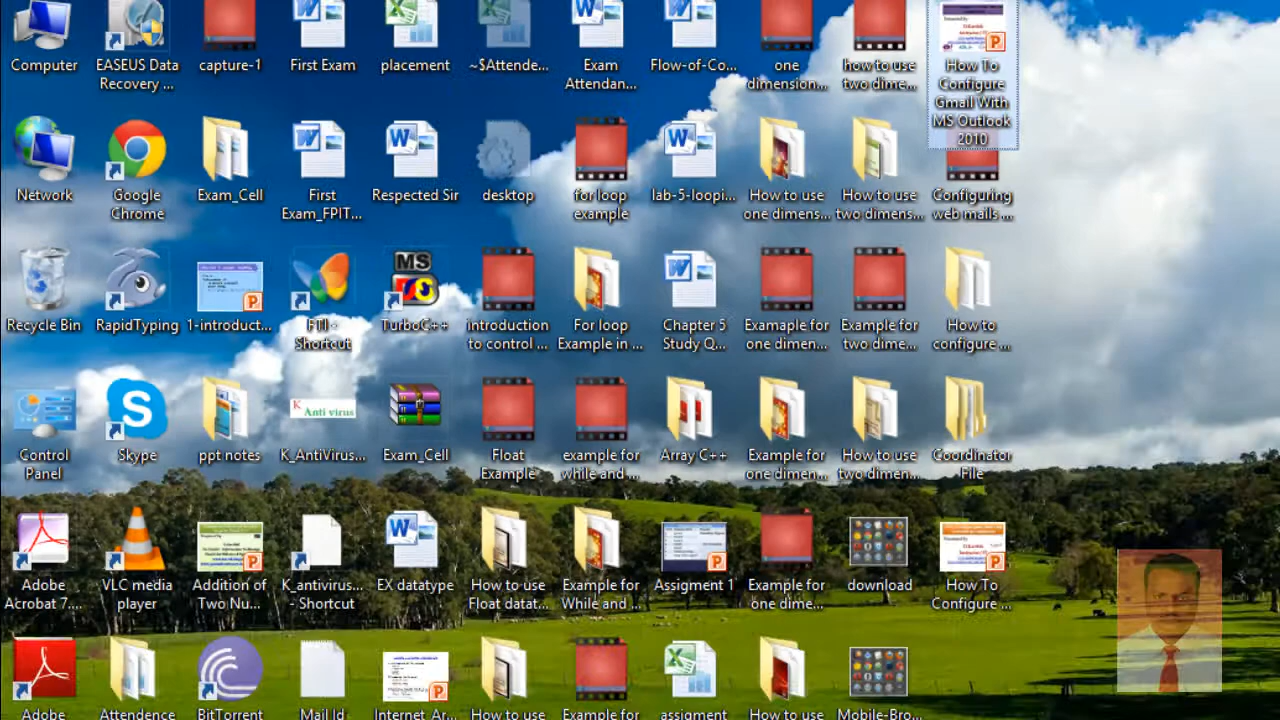 Computer
EASEUS Data
Recovery ...
capture-1
First Exam
placement
~$Attende...
Exam
Attendan...
Flow-of-Co...
one
dimension...
how to use
two dime...
How To
Configure
Gmail With
MS Outlook
2010
Network
Google
Chrome
Exam_Cell
First
Exam_FPIT...
Respected Sir
desktop
for loop
example
lab-5-loopi...
How to use
one dimens...
How to use
two dimens...
Configuring
web mails ...
Recycle Bin
RapidTyping
1-introduct...
FTI -
Shortcut
MS
TurboC++
introduction
to control ...
For loop
Example in ...
Chapter 5
Study Q...
Examaple for
one dimen...
Example for
two dime...
How to
configure ...
Control
Panel
Skype
ppt notes
K Anti virus
K_AntiVirus...
Exam_Cell
Float
Example
example for
while and ...
Array C++
Example for
one dimen...
How to use
two dimen...
Coordinator
File
Adobe
Acrobat 7....
VLC media
player
Addition of
Two Nu...
K_antivirus...
- Shortcut
EX datatype
How to use
Float datat...
Example for
While and ...
Assigment 1
Example for
one dime...
download
How To
Configure ...
Adobe
Attendence
BitTorrent
Mail Id
Internet_Ar...
How to use
Example for
assigment
How to use
Mobile-Bro...